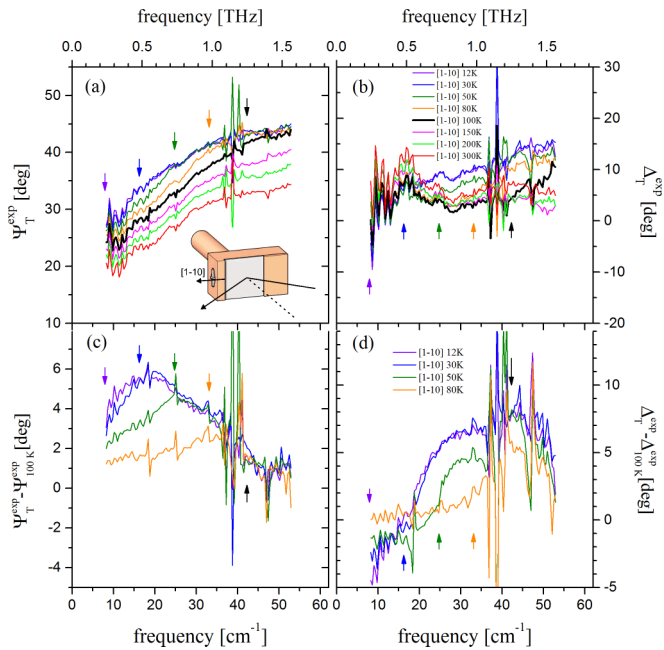 frequency [THz]
frequency [THz]
0.0 0.5 1.0 1.5
0.0 0.5 1.0 1.5
(a)
50
40
30
20
10
Ψ_T^exp [deg]
[1-10]
(b)
[1-10] 12K
[1-10] 30K
[1-10] 50K
[1-10] 80K
[1-10] 100K
[1-10] 150K
[1-10] 200K
[1-10] 300K
30
20
10
0
-10
-20
Δ_T^exp [deg]
(c)
6
4
2
0
-2
-4
Ψ_T^exp-Ψ_100 K^exp [deg]
(d)
[1-10] 12K
[1-10] 30K
[1-10] 50K
[1-10] 80K
10
5
0
-5
Δ_T^exp-Δ_100 K^exp [deg]
0 10 20 30 40 50 60
0 10 20 30 40 50 60
frequency [cm⁻¹]
frequency [cm⁻¹]